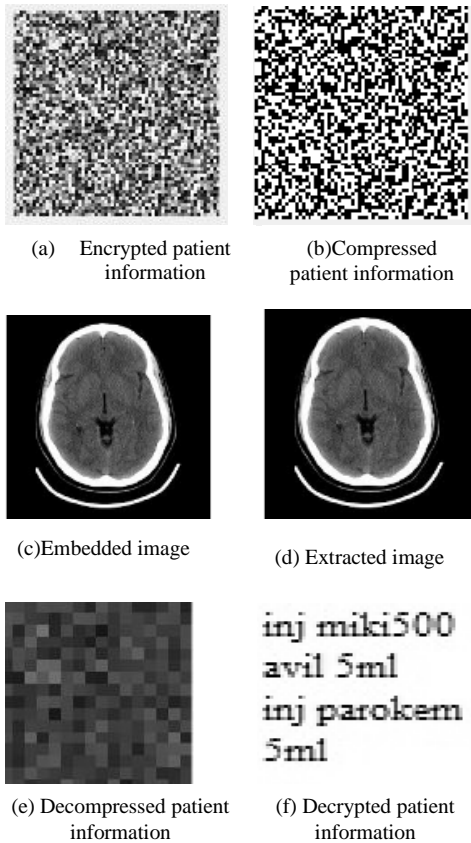 (a) Encrypted patient
information
(b)Compressed
patient information
(c)Embedded image
(d) Extracted image
(e) Decompressed patient
information
inj miki500
avil 5ml
inj parokem
5ml
(f) Decrypted patient
information